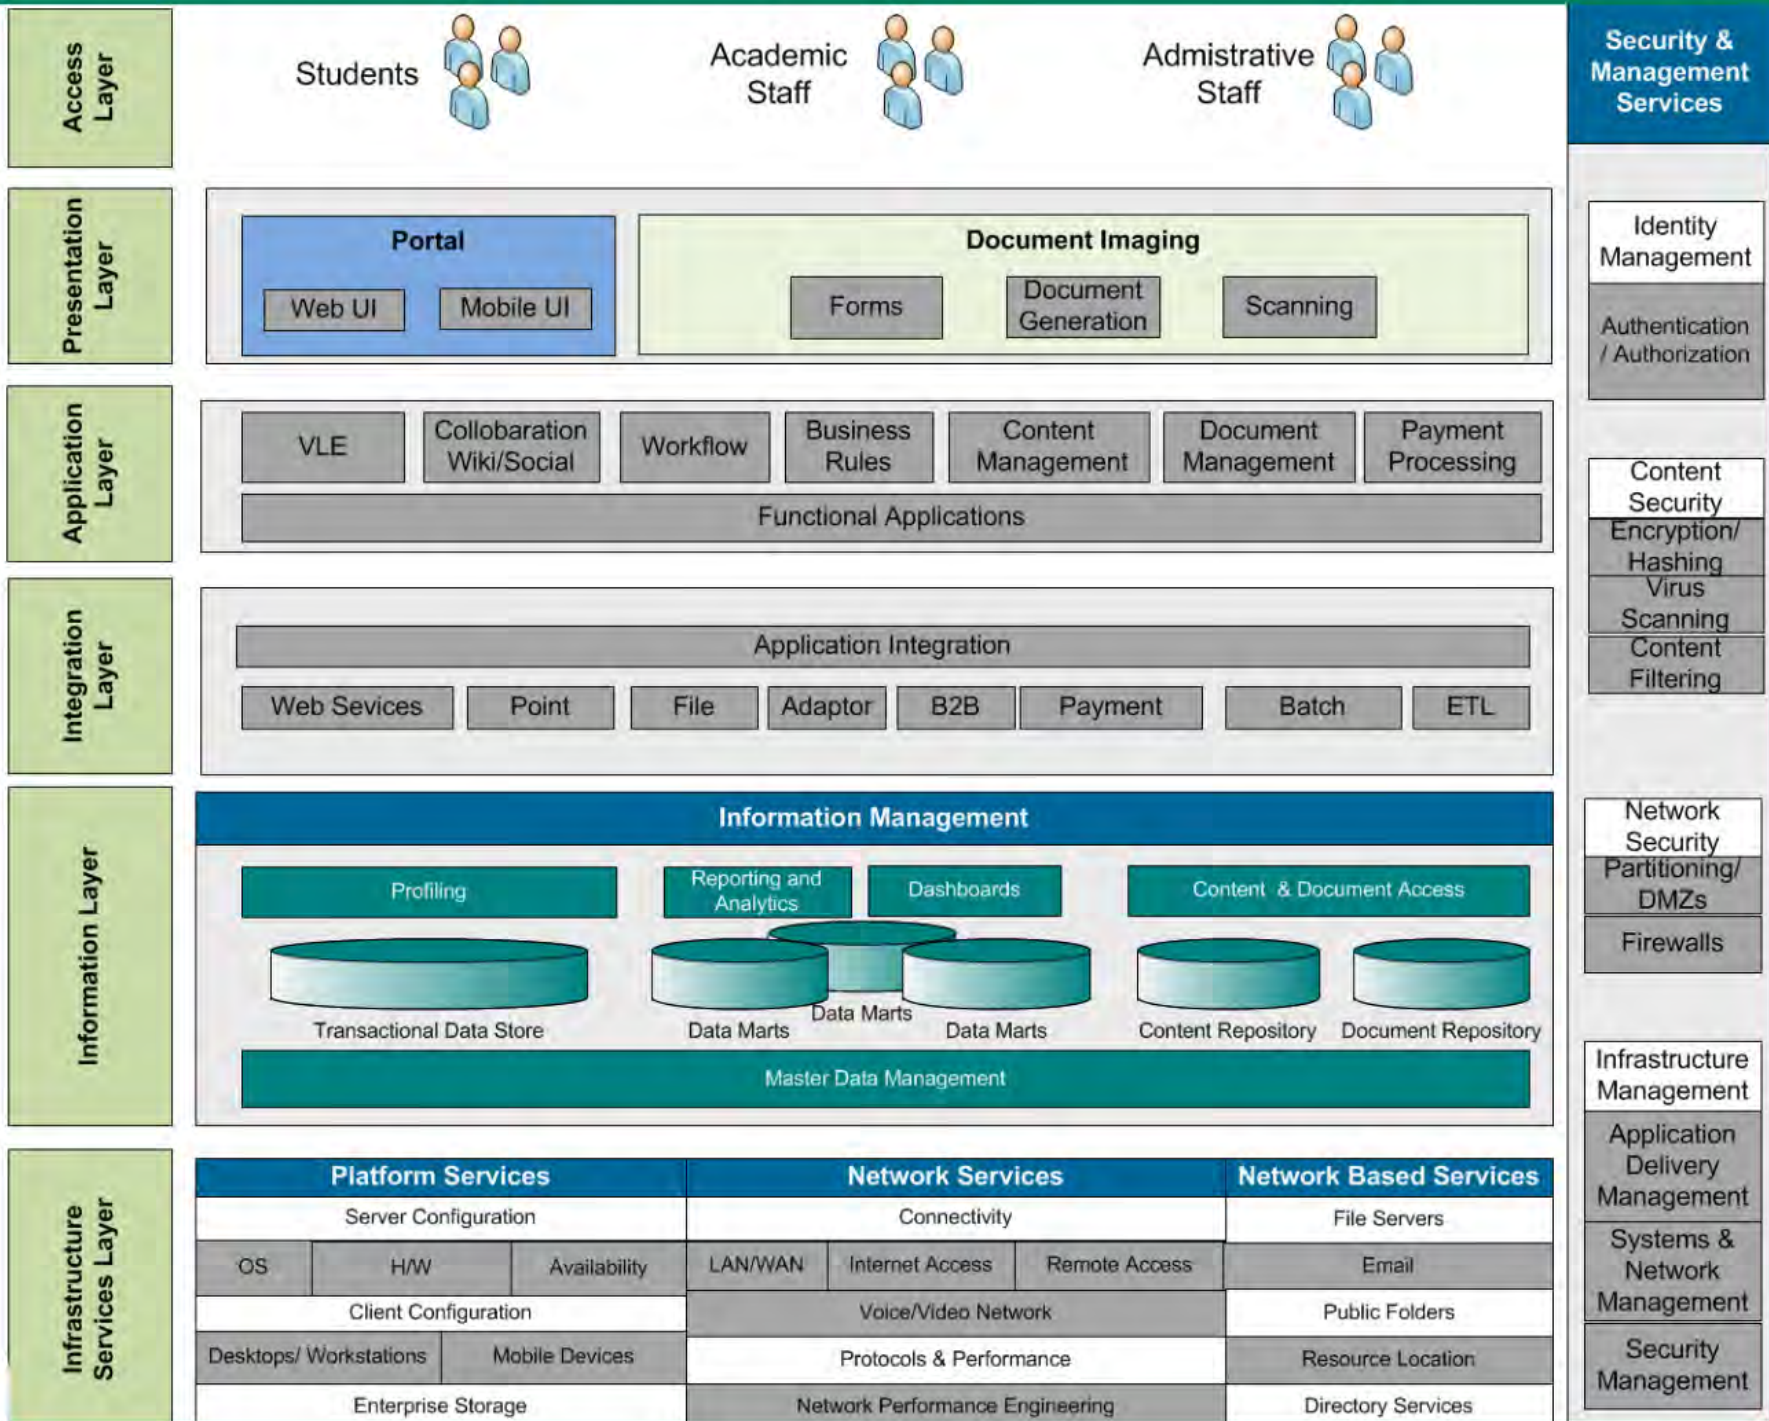 Access
Layer
Students
Academic
Staff
Admistrative
Staff
Security &
Management
Services
Presentation
Layer
Portal
Web UI
Mobile UI
Document Imaging
Forms
Document
Generation
Scanning
Identity
Management
Authentication
/ Authorization
Application
Layer
VLE
Collobaration
Wiki/Social
Workflow
Business
Rules
Content
Management
Document
Management
Payment
Processing
Functional Applications
Content
Security
Encryption/
Hashing
Virus
Scanning
Content
Filtering
Integration
Layer
Application Integration
Web Sevices
Point
File
Adaptor
B2B
Payment
Batch
ETL
Information Layer
Information Management
Profiling
Reporting and
Analytics
Dashboards
Content & Document Access
Transactional Data Store
Data Marts
Data Marts
Data Marts
Content Repository
Document Repository
Master Data Management
Network
Security
Partitioning/
DMZs
Firewalls
Infrastructure
Management
Application
Delivery
Management
Systems &
Network
Management
Security
Management
Infrastructure
Services Layer
Platform Services
Server Configuration
OS
H/W
Availability
Client Configuration
Desktops/ Workstations
Mobile Devices
Enterprise Storage
Network Services
Connectivity
LAN/WAN
Internet Access
Remote Access
Voice/Video Network
Protocols & Performance
Network Performance Engineering
Network Based Services
File Servers
Email
Public Folders
Resource Location
Directory Services